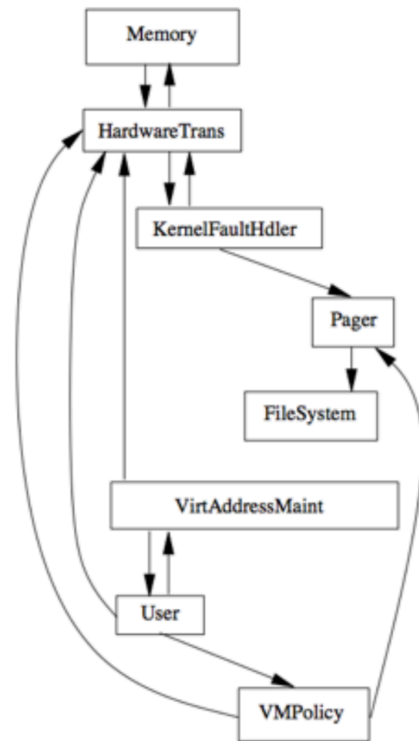 Memory
HardwareTrans
KernelFaultHdler
Pager
FileSystem
VirtAddressMaint
User
VMPolicy